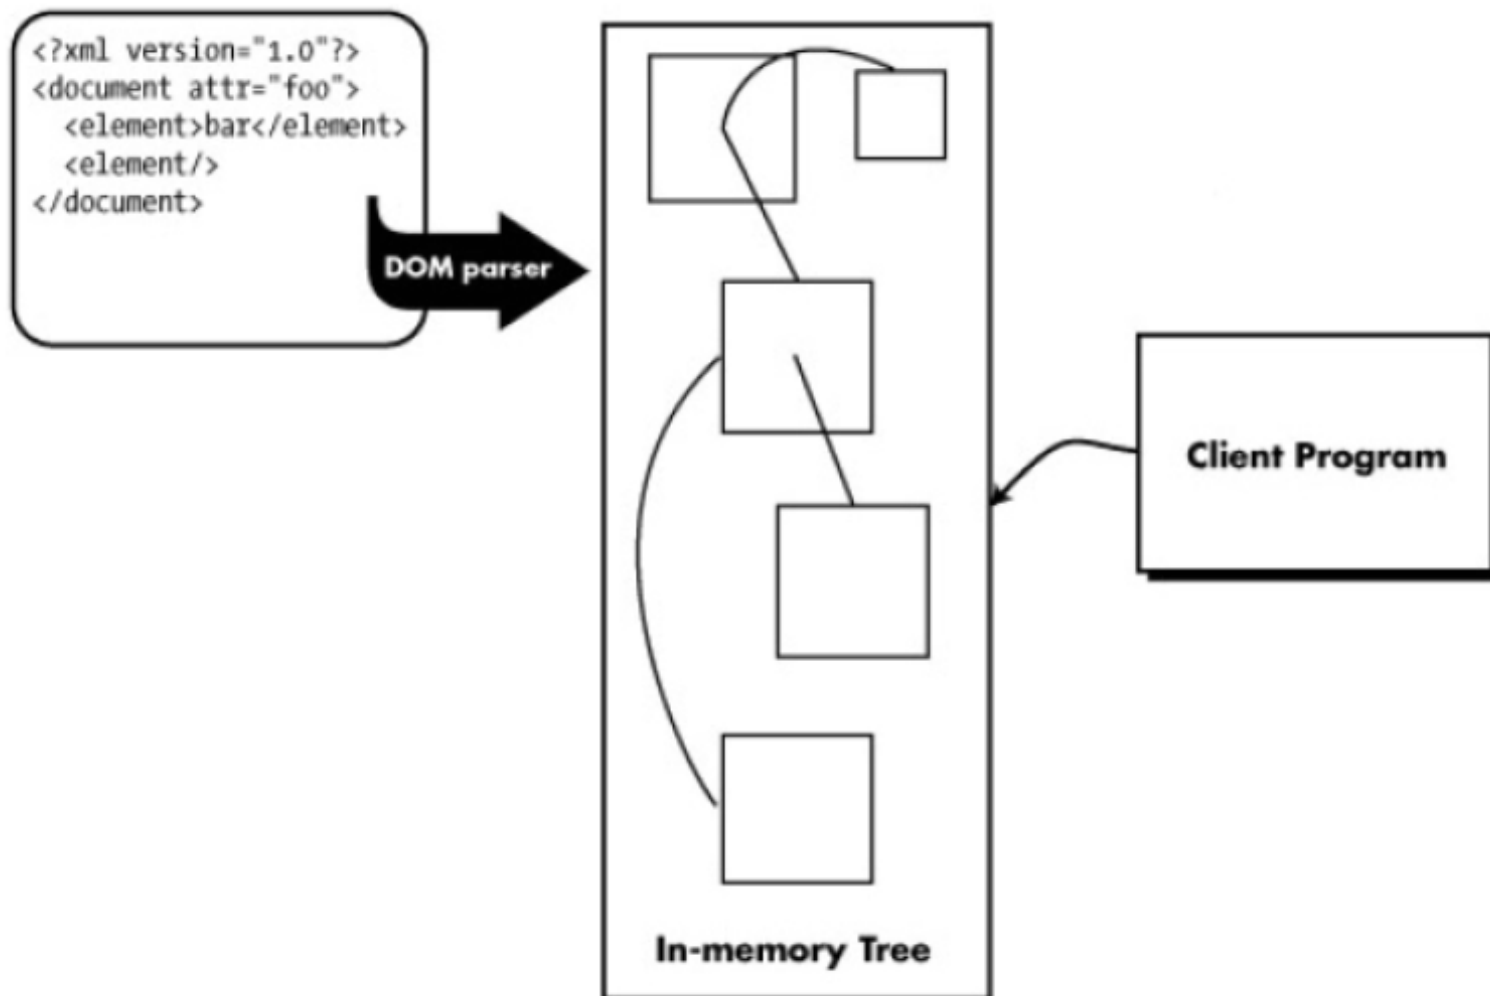 <?xml version="1.0"?>
<document attr="foo">
  <element>bar</element>
  <element/>
</document>
DOM parser
Client Program
In-memory Tree